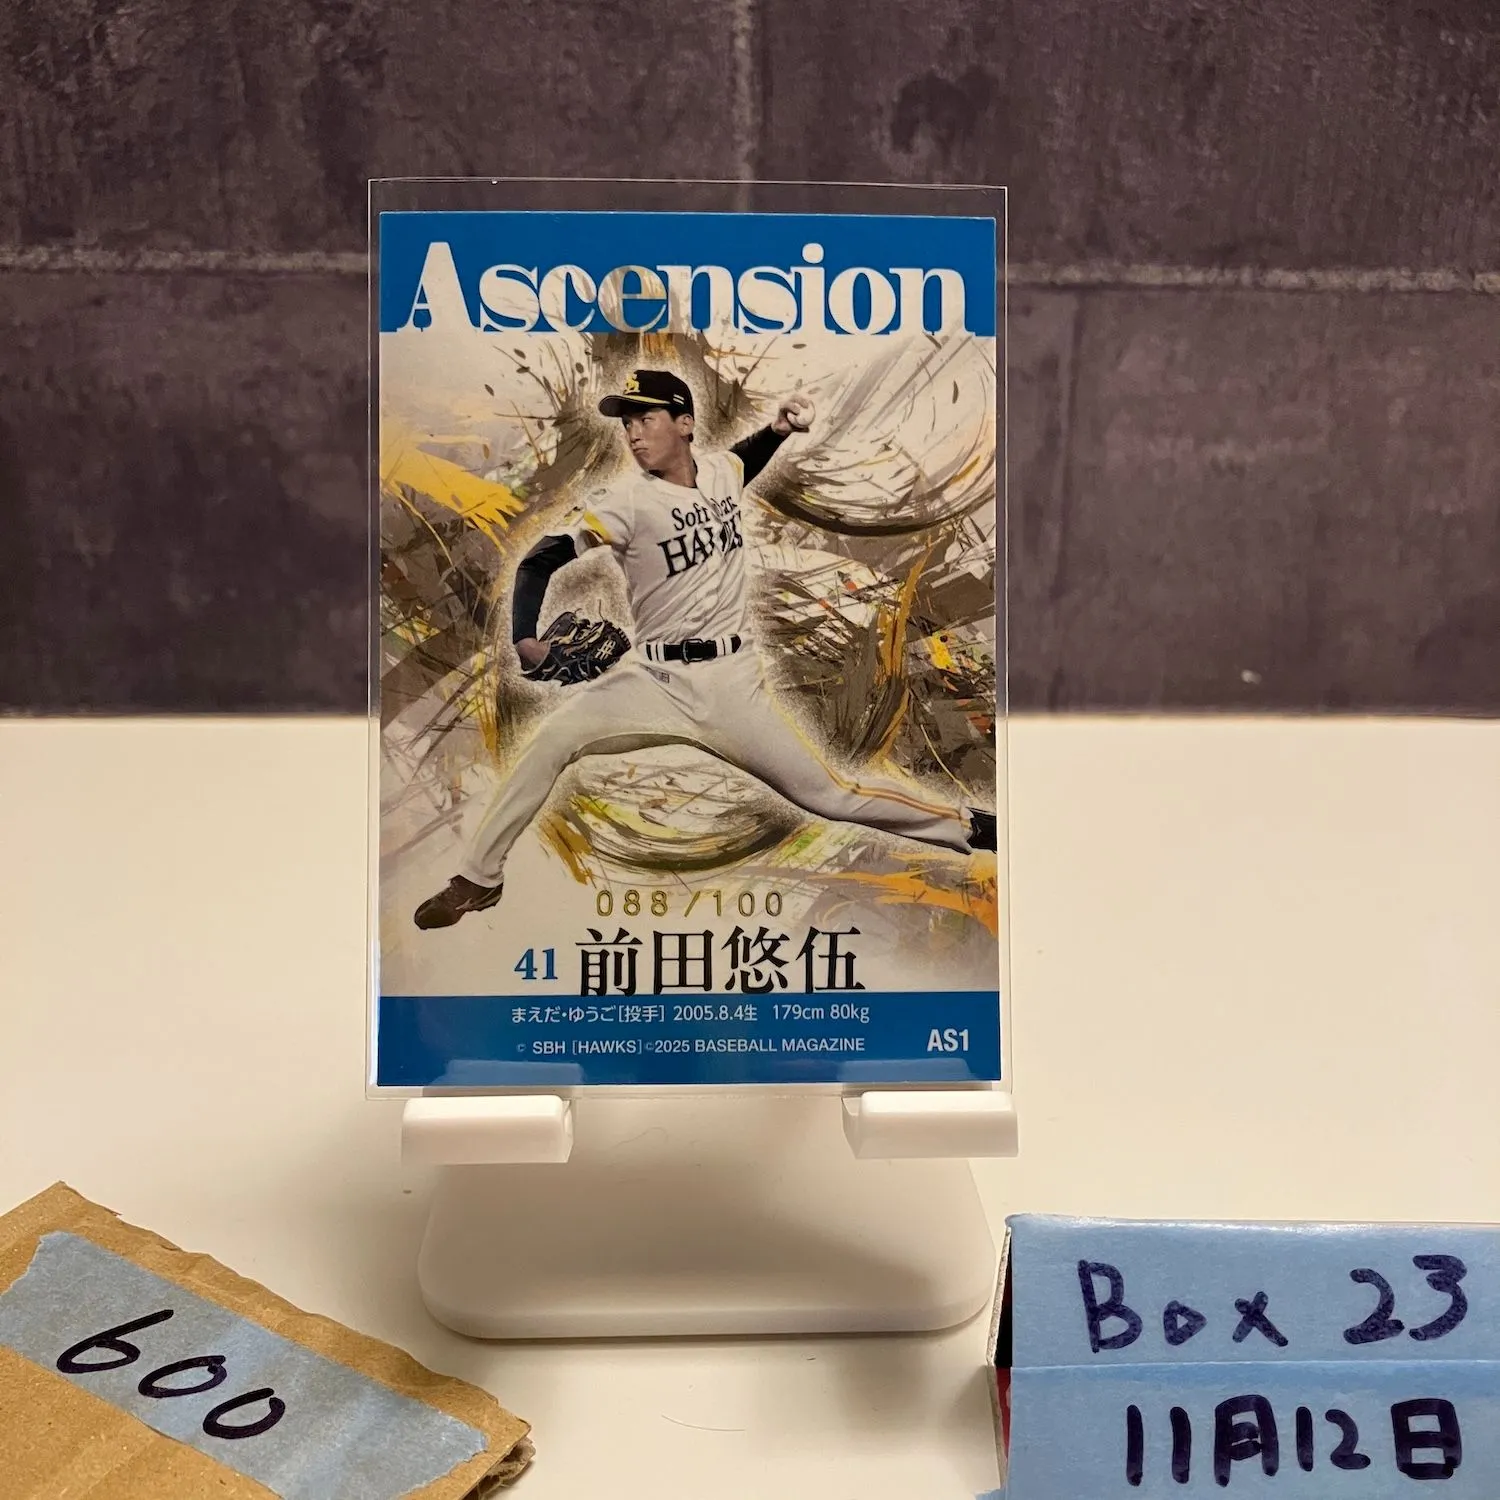 Ascension
Soft
HAWKS
088/100
41 前田悠伍
まえだ・ゆうご[投手] 2005.8.4生 179cm 80kg
© SBH [HAWKS] ©2025 BASEBALL MAGAZINE
AS1
600
Box 23
11月12日